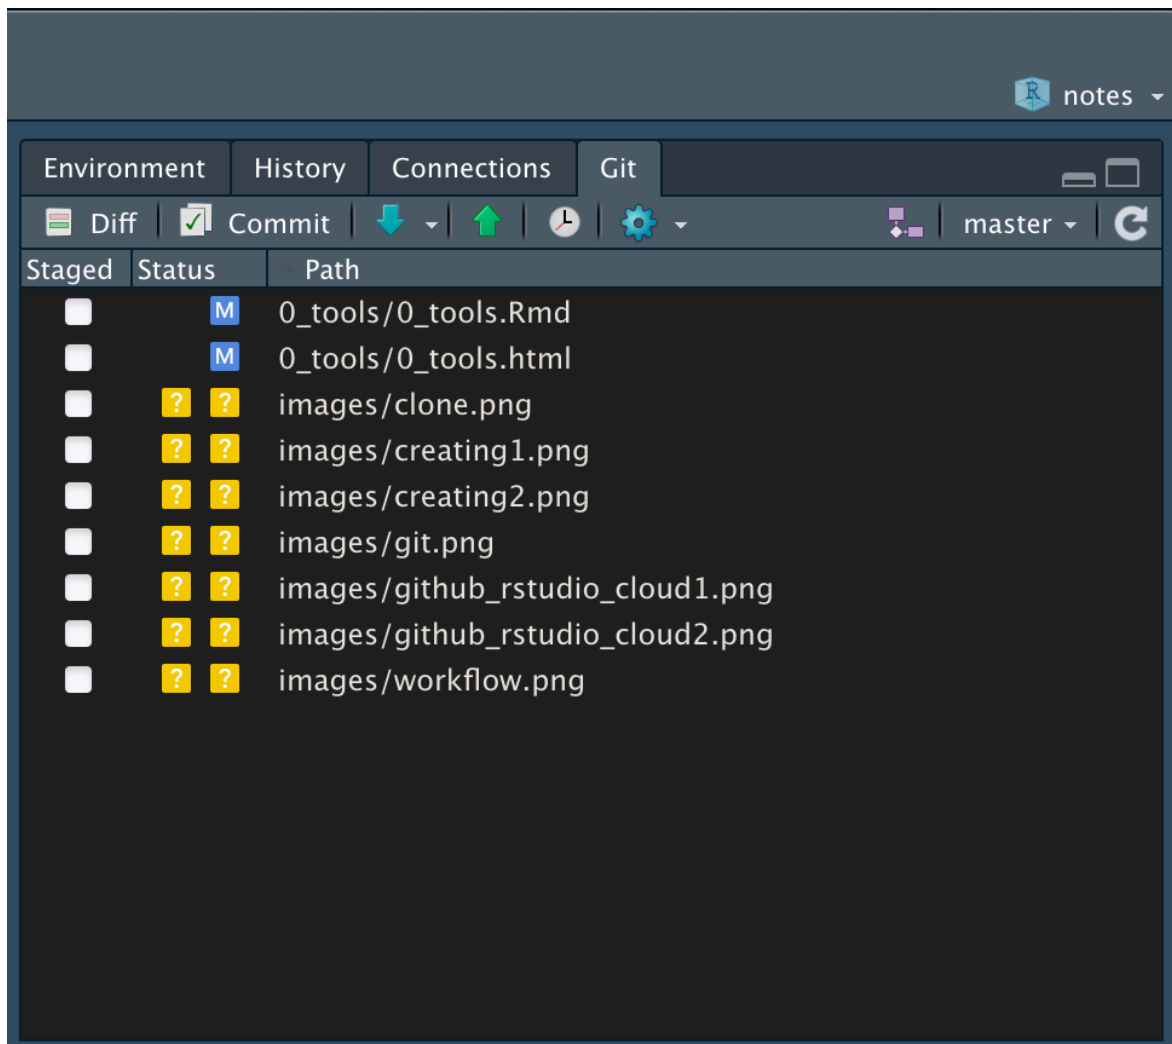 notes
Environment History Connections Git
Diff Commit master
Staged Status Path
M 0_tools/0_tools.Rmd
M 0_tools/0_tools.html
? ? images/clone.png
? ? images/creating1.png
? ? images/creating2.png
? ? images/git.png
? ? images/github_rstudio_cloud1.png
? ? images/github_rstudio_cloud2.png
? ? images/workflow.png